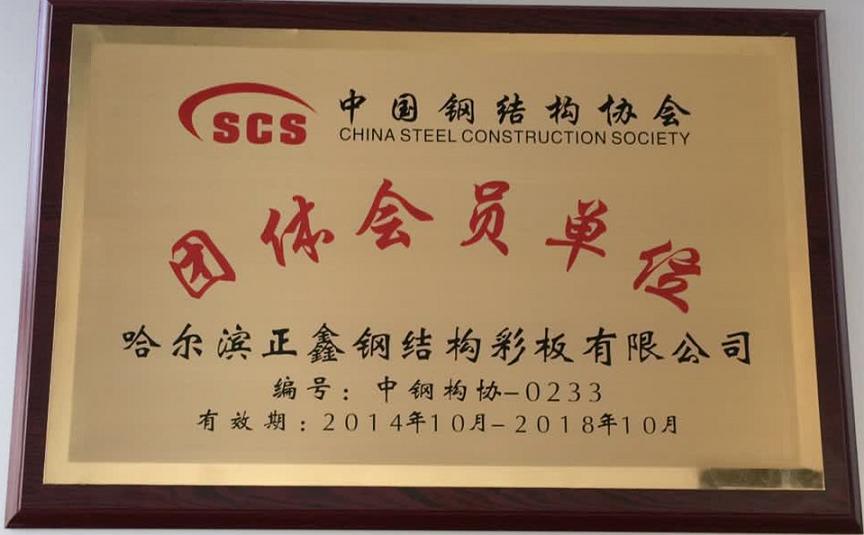 SCS
中国钢结构协会
CHINA STEEL CONSTRUCTION SOCIETY
团体会员单位
哈尔滨正鑫钢结构彩板有限公司
编号：中钢构协-0233
有效期：2014年10月-2018年10月